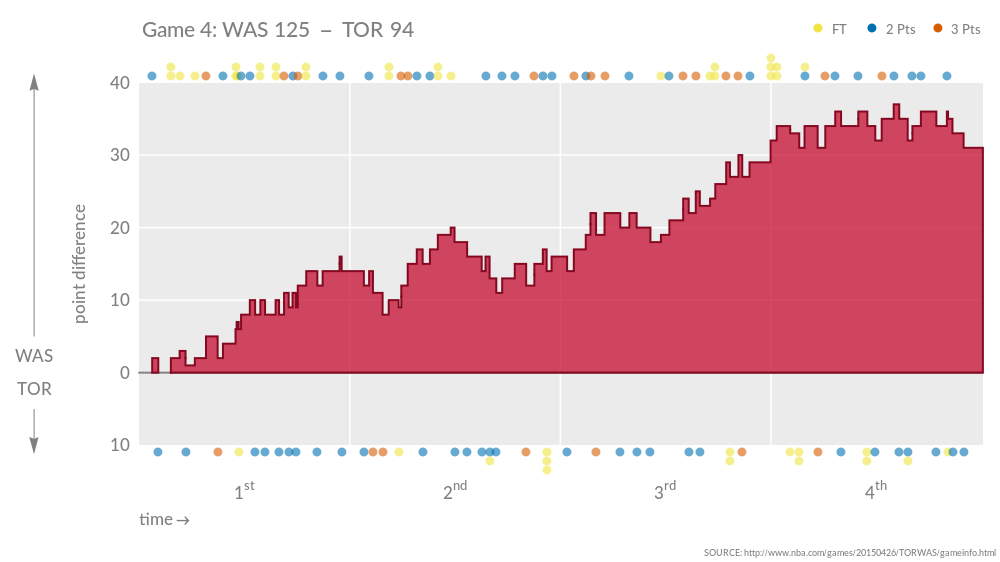 Game 4: WAS 125 – TOR 94
FT 2 Pts 3 Pts
40
30
20
10
0
10
point difference
WAS
TOR
1st 2nd 3rd 4th
time→
SOURCE: http://www.nba.com/games/20150426/TORWAS/gameinfo.html